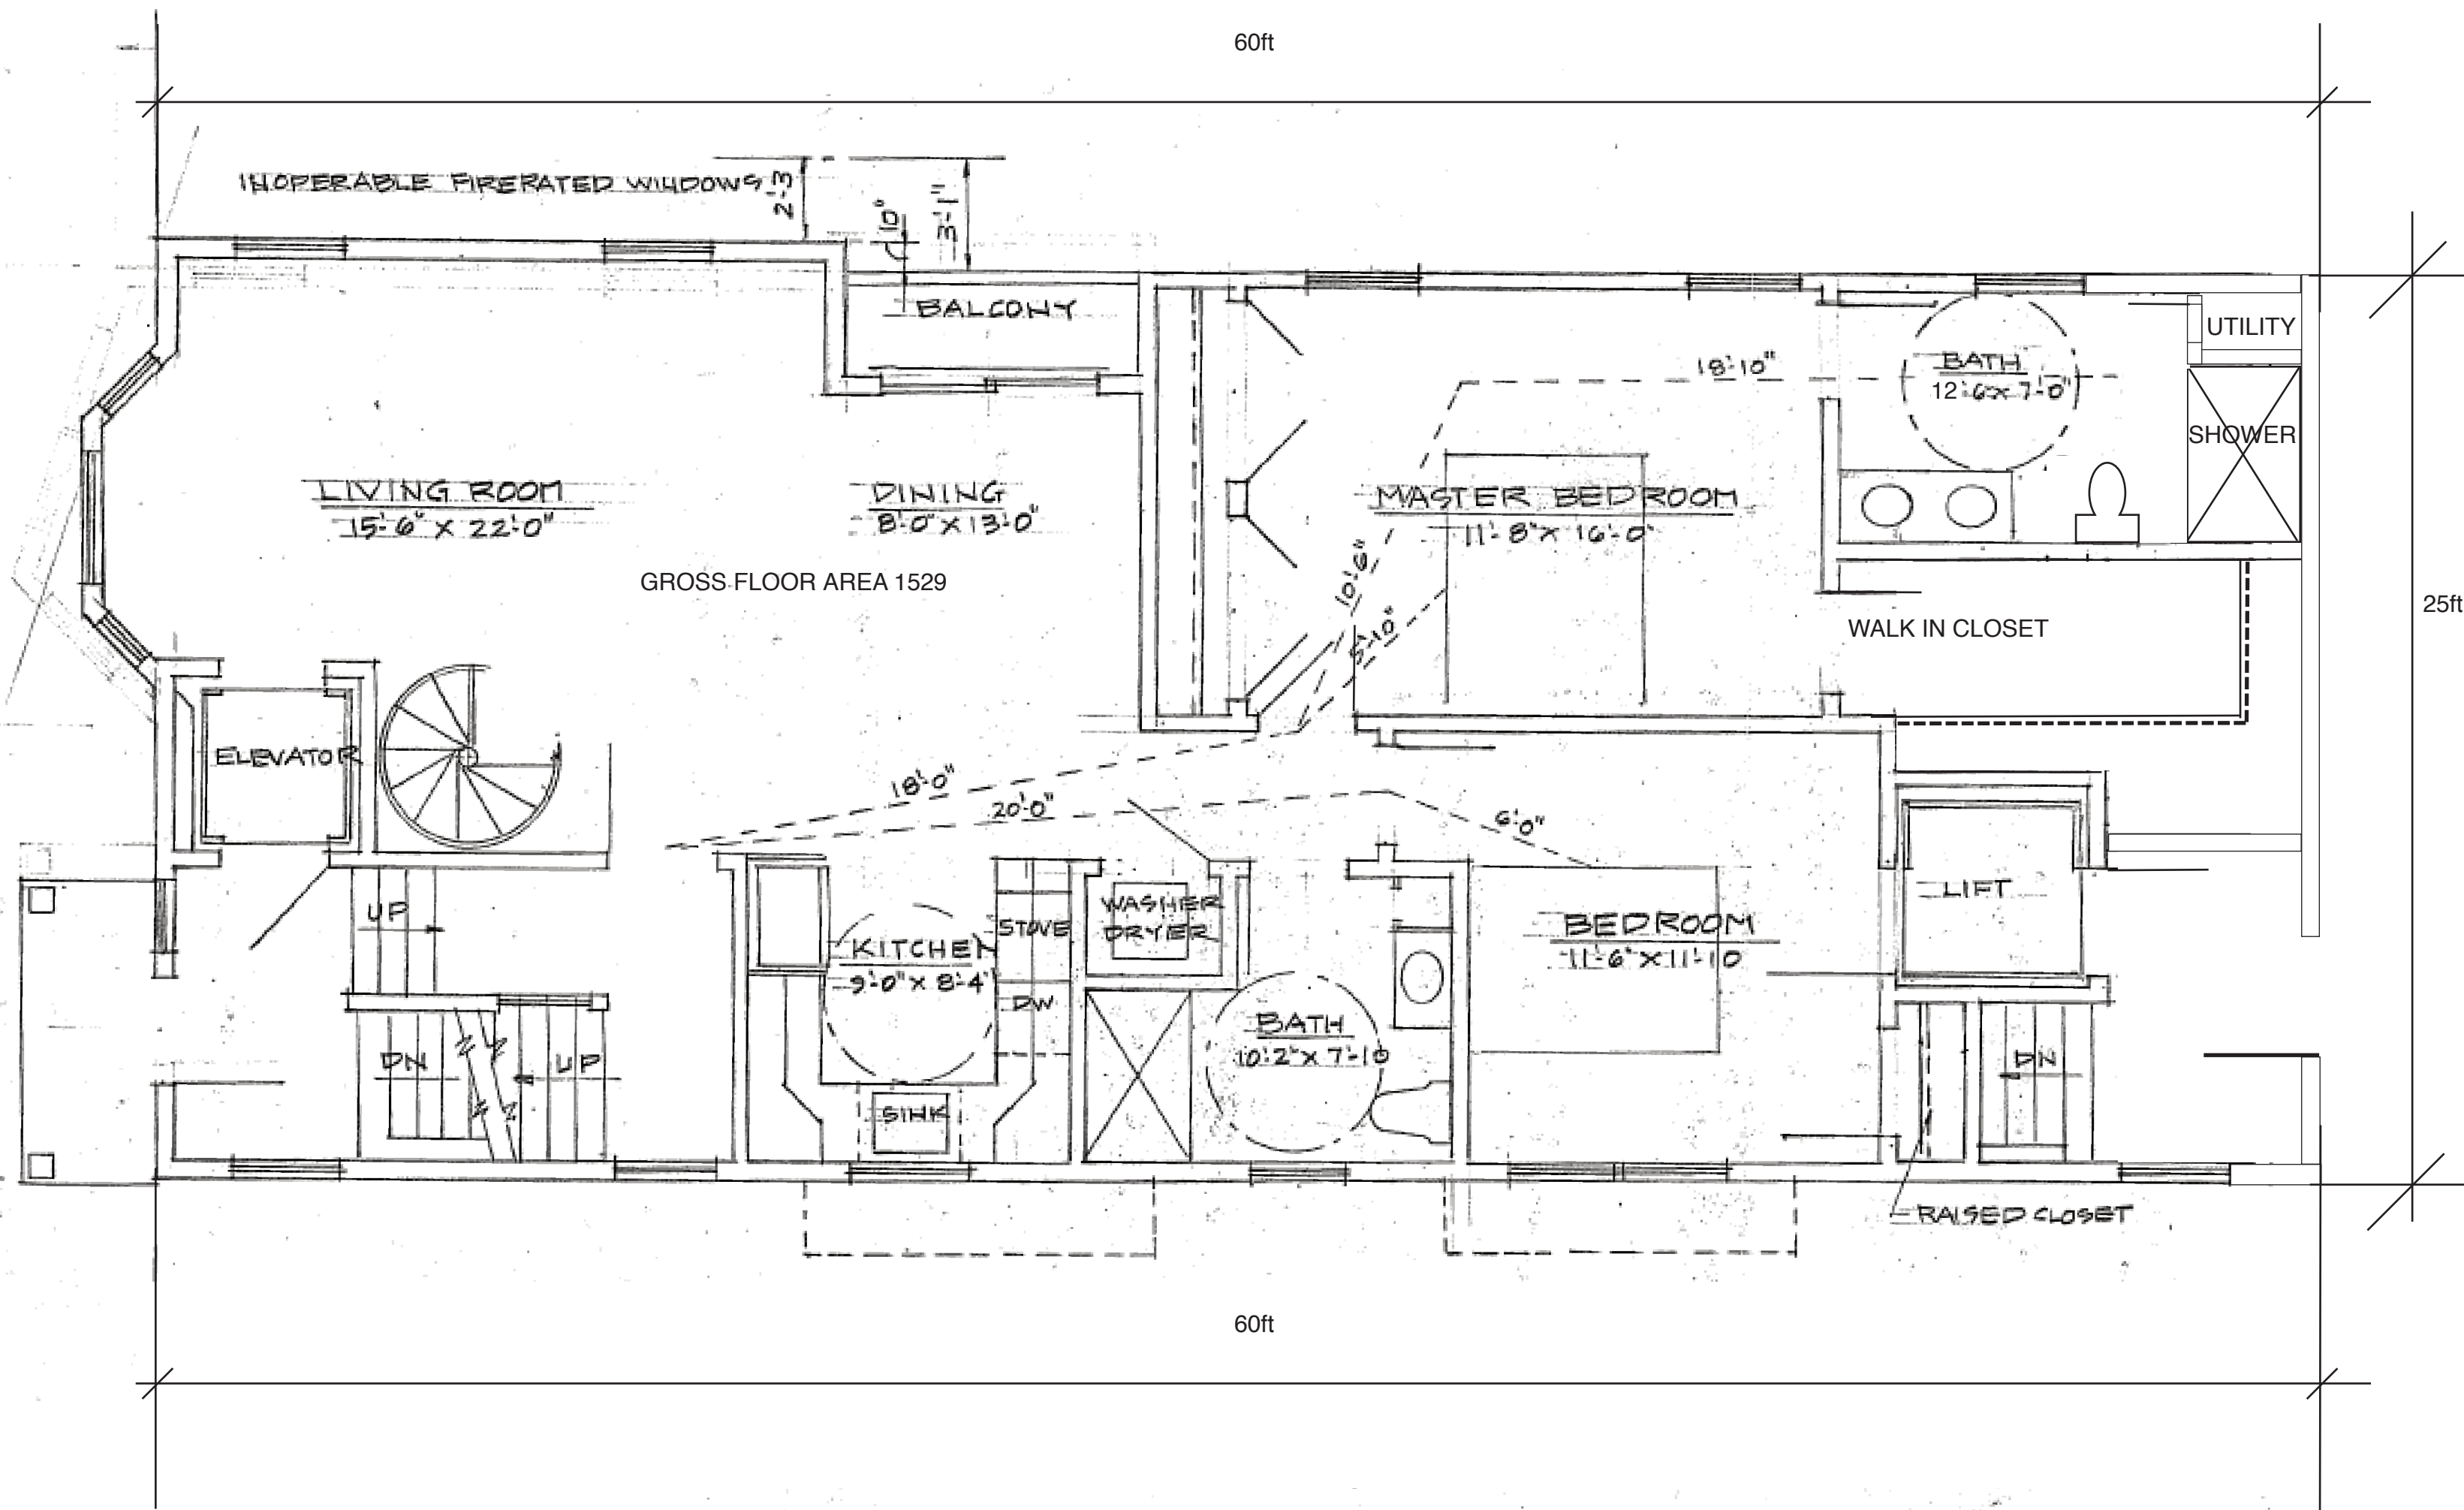 60ft
INOPERABLE FIRERATED WINDOWS
2'-3
10"
3'-1"
BALCONY
UTILITY
18'-10"
BATH
12'-6" x 7'-0"
SHOWER
LIVING ROOM
15'-6" X 22'-0"
DINING
8'-0" X 13'-0"
MASTER BEDROOM
11'-8" x 16'-0"
GROSS FLOOR AREA 1529
10'-6"
5'-10"
25ft
WALK IN CLOSET
ELEVATOR
18'-0"
20'-0"
6'-0"
UP
WASHER
DRYER
STOVE
KITCHEN
9'-0" x 8'-4"
DW
BEDROOM
11'-6" x 11'-10
LIFT
BATH
10'-2" x 7'-10
DN
UP
DN
SINK
RAISED CLOSET
60ft